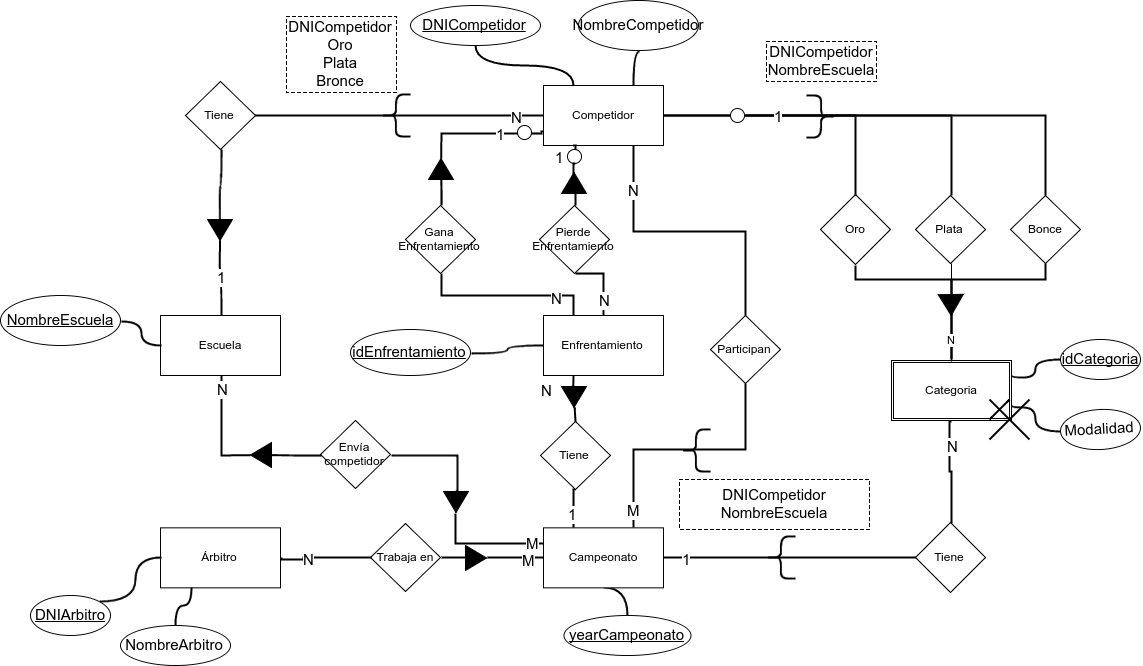 DNICompetidor
Oro
Plata
Bronce
DNICompetidor
NombreCompetidor
DNICompetidor
NombreEscuela
Tiene
N
Competidor
1
1
1
N
Gana
Enfrentamiento
Pierde
Enfrentamiento
Oro
Plata
Bonce
1
N
N
NombreEscuela
Escuela
idEnfrentamiento
Enfrentamiento
Participan
N
Categoria
idCategoria
Modalidad
N
N
N
Envía
competidor
Tiene
DNICompetidor
NombreEscuela
1
M
M
M
Árbitro
N
Trabaja en
Campeonato
1
Tiene
DNIArbitro
NombreArbitro
yearCampeonato